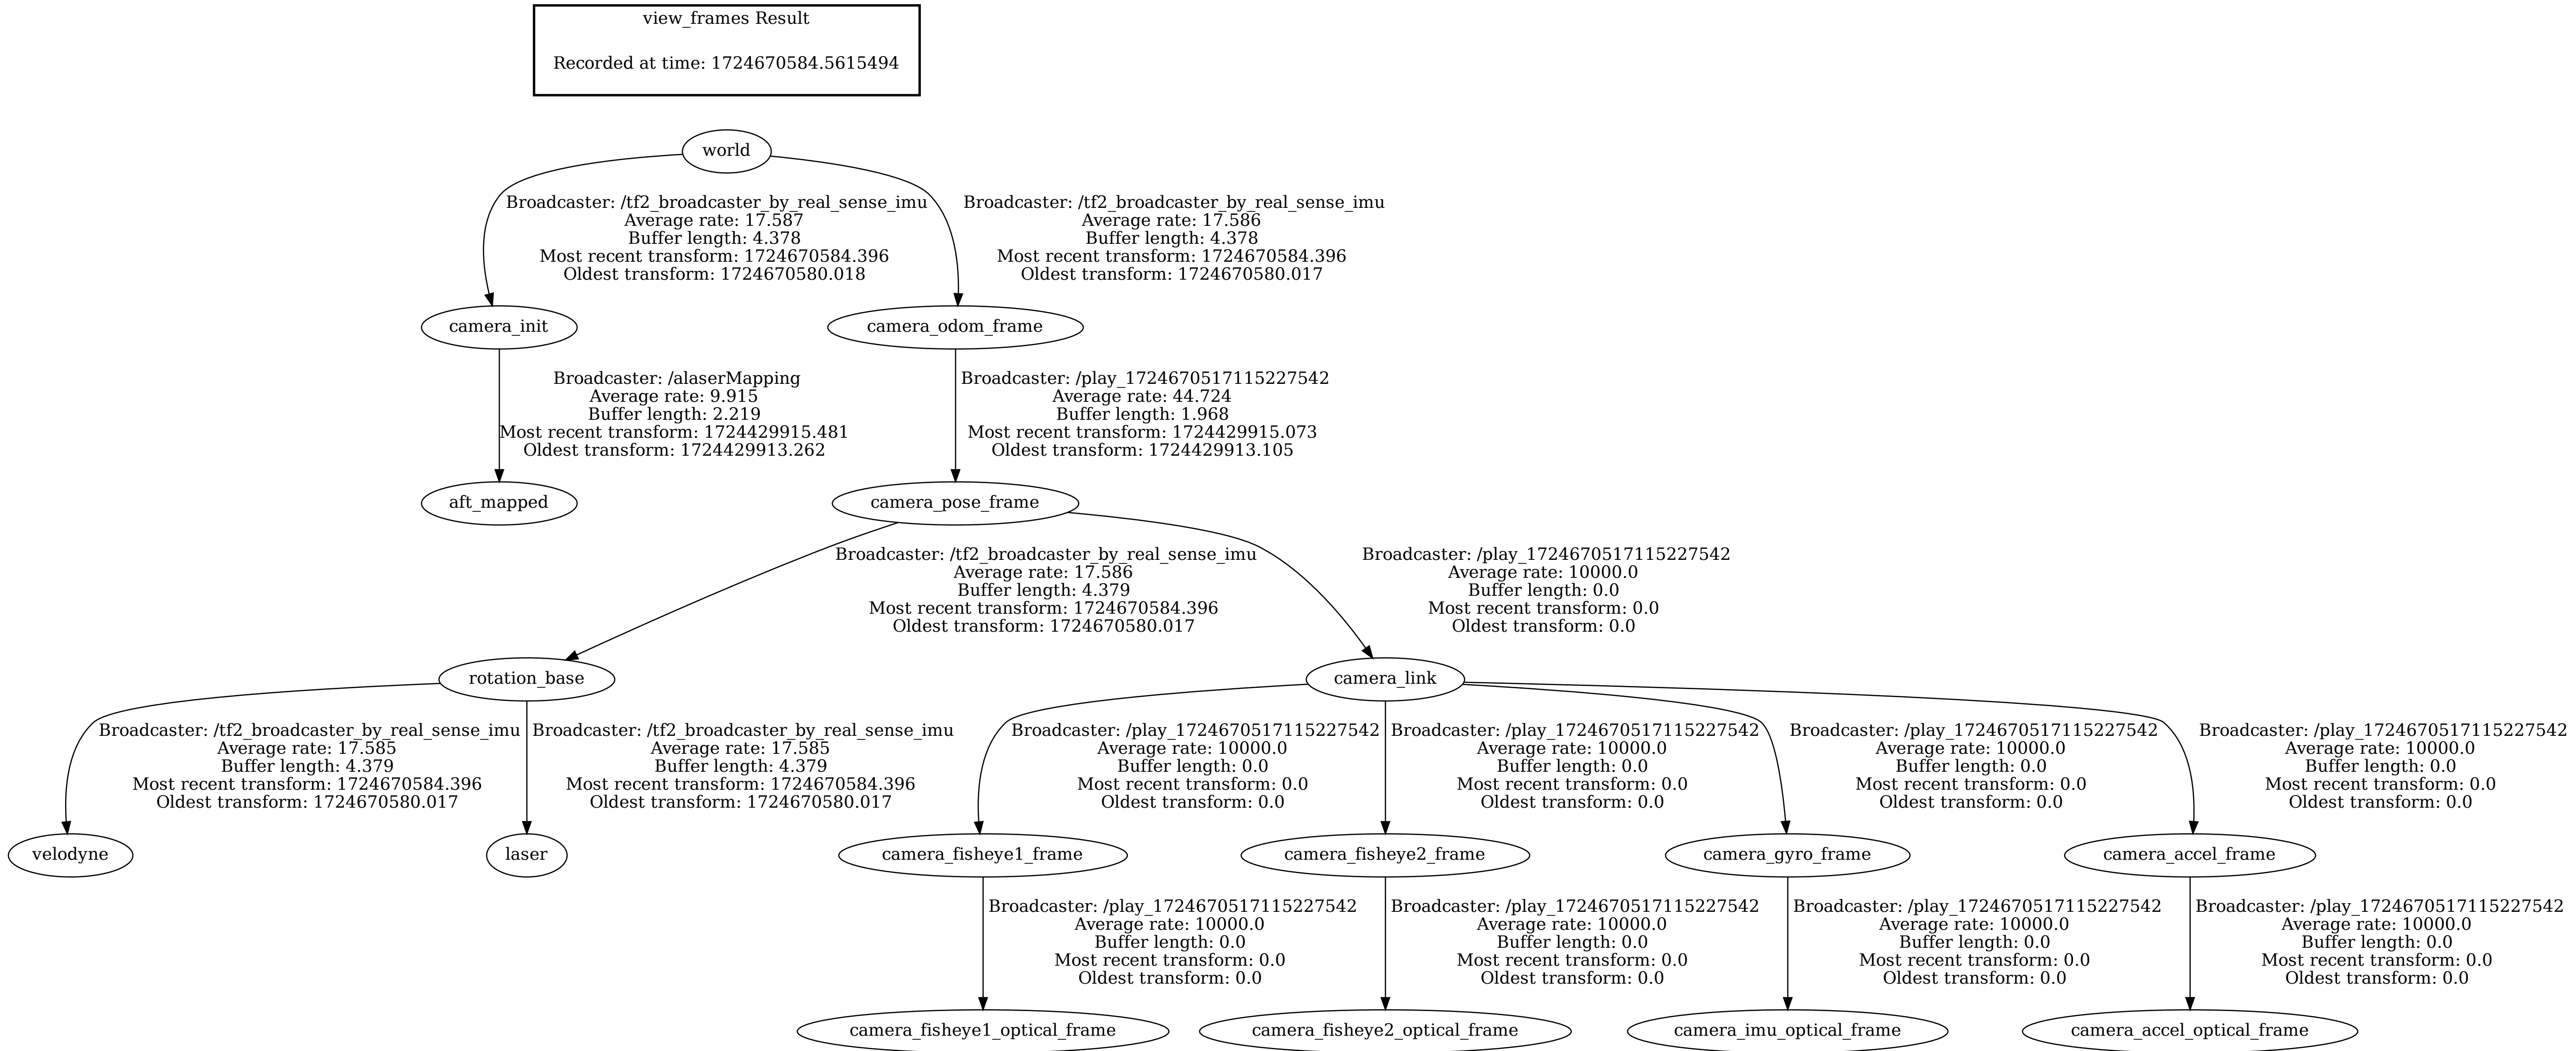 view_frames Result
Recorded at time: 1724670584.5615494
world
Broadcaster: /tf2_broadcaster_by_real_sense_imu
Average rate: 17.587
Buffer length: 4.378
Most recent transform: 1724670584.396
Oldest transform: 1724670580.018
Broadcaster: /tf2_broadcaster_by_real_sense_imu
Average rate: 17.586
Buffer length: 4.378
Most recent transform: 1724670584.396
Oldest transform: 1724670580.017
camera_init
camera_odom_frame
Broadcaster: /alaserMapping
Average rate: 9.915
Buffer length: 2.219
Most recent transform: 1724429915.481
Oldest transform: 1724429913.262
Broadcaster: /play_1724670517115227542
Average rate: 44.724
Buffer length: 1.968
Most recent transform: 1724429915.073
Oldest transform: 1724429913.105
aft_mapped
camera_pose_frame
Broadcaster: /tf2_broadcaster_by_real_sense_imu
Average rate: 17.586
Buffer length: 4.379
Most recent transform: 1724670584.396
Oldest transform: 1724670580.017
Broadcaster: /play_1724670517115227542
Average rate: 10000.0
Buffer length: 0.0
Most recent transform: 0.0
Oldest transform: 0.0
rotation_base
camera_link
Broadcaster: /tf2_broadcaster_by_real_sense_imu
Average rate: 17.585
Buffer length: 4.379
Most recent transform: 1724670584.396
Oldest transform: 1724670580.017
Broadcaster: /tf2_broadcaster_by_real_sense_imu
Average rate: 17.585
Buffer length: 4.379
Most recent transform: 1724670584.396
Oldest transform: 1724670580.017
Broadcaster: /play_1724670517115227542
Average rate: 10000.0
Buffer length: 0.0
Most recent transform: 0.0
Oldest transform: 0.0
Broadcaster: /play_1724670517115227542
Average rate: 10000.0
Buffer length: 0.0
Most recent transform: 0.0
Oldest transform: 0.0
Broadcaster: /play_1724670517115227542
Average rate: 10000.0
Buffer length: 0.0
Most recent transform: 0.0
Oldest transform: 0.0
Broadcaster: /play_1724670517115227542
Average rate: 10000.0
Buffer length: 0.0
Most recent transform: 0.0
Oldest transform: 0.0
velodyne
laser
camera_fisheye1_frame
camera_fisheye2_frame
camera_gyro_frame
camera_accel_frame
Broadcaster: /play_1724670517115227542
Average rate: 10000.0
Buffer length: 0.0
Most recent transform: 0.0
Oldest transform: 0.0
Broadcaster: /play_1724670517115227542
Average rate: 10000.0
Buffer length: 0.0
Most recent transform: 0.0
Oldest transform: 0.0
Broadcaster: /play_1724670517115227542
Average rate: 10000.0
Buffer length: 0.0
Most recent transform: 0.0
Oldest transform: 0.0
Broadcaster: /play_1724670517115227542
Average rate: 10000.0
Buffer length: 0.0
Most recent transform: 0.0
Oldest transform: 0.0
camera_fisheye1_optical_frame
camera_fisheye2_optical_frame
camera_imu_optical_frame
camera_accel_optical_frame